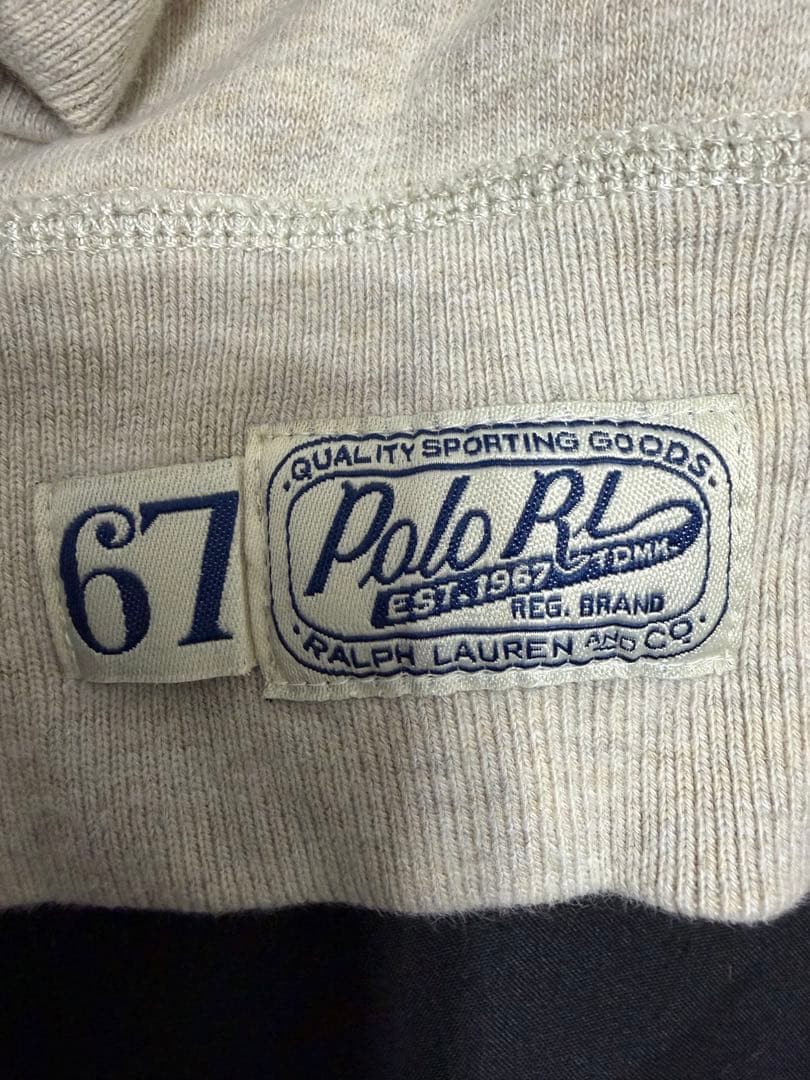 67
·QUALITY SPORTING GOODS·
Polo RL
EST. 1967 TDMK·
REG. BRAND
·RALPH LAUREN AND CO·